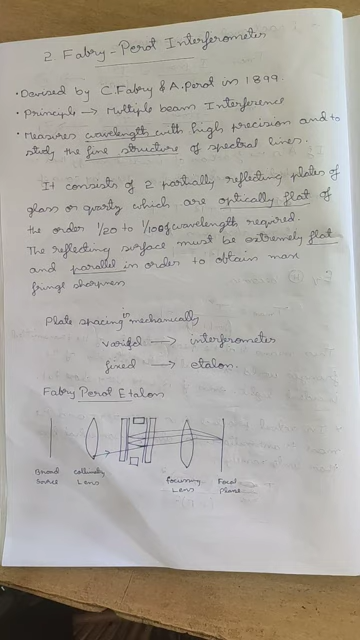 2. Fabry-Perot Interferometer
• Devised by C.Fabry & A.Perot in 1899.
• Principle → Multiple beam Interference
• Measures wavelength with high precision and to
study the fine structure of spectral lines.
It consists of 2 partially reflecting plates of
glass or quartz which are optically flat of
the order 1/20 to 1/100 of wavelength required.
The reflecting surface must be extremely flat
and parallel in order to obtain max
fringe sharpness
Plate spacing is mechanically
varied → interferometer
fixed → etalon.
Fabry Perot Etalon
Broad Source
Lens
focussing Lens
Focal Plane